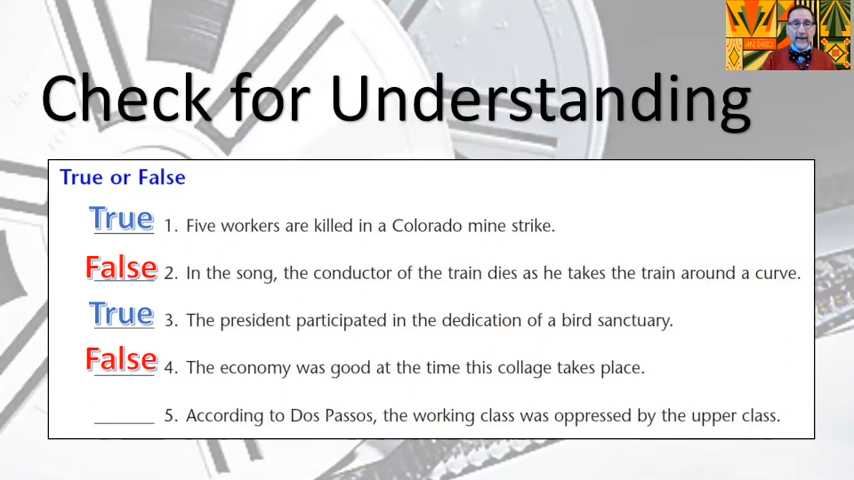 Check for Understanding
True or False
True 1. Five workers are killed in a Colorado mine strike.
False 2. In the song, the conductor of the train dies as he takes the train around a curve.
True 3. The president participated in the dedication of a bird sanctuary.
False 4. The economy was good at the time this collage takes place.
______ 5. According to Dos Passos, the working class was oppressed by the upper class.